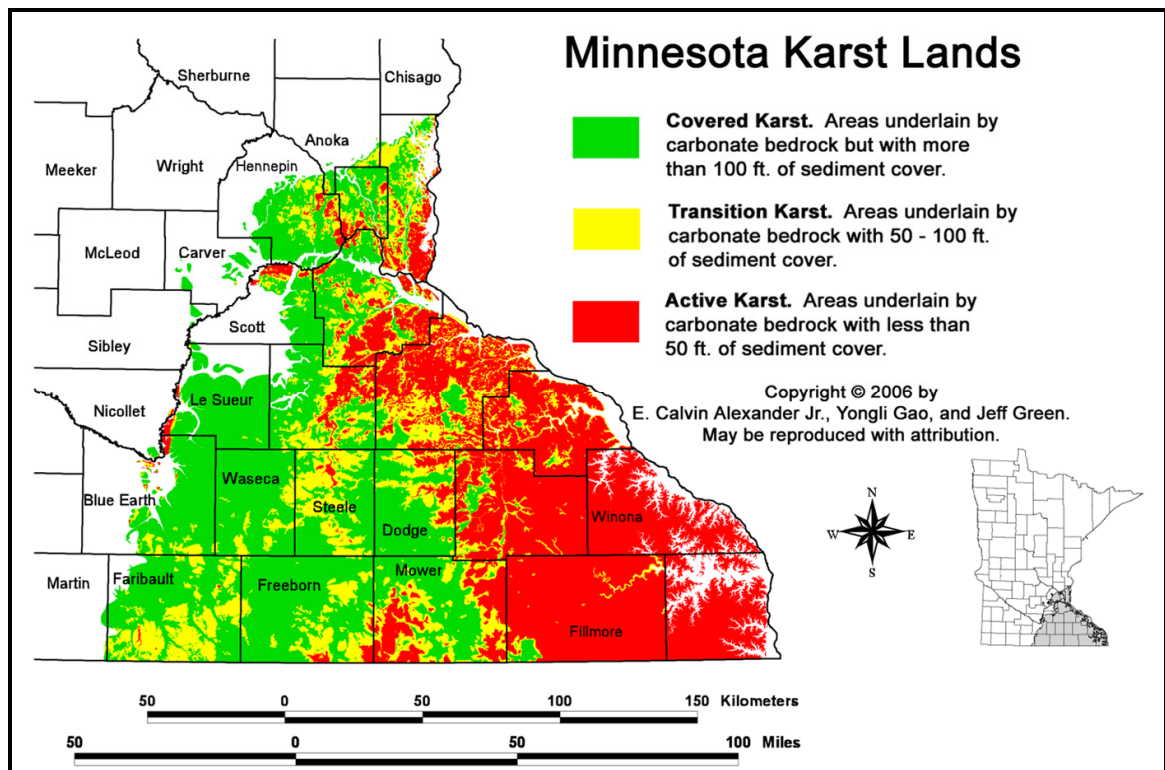 Minnesota Karst Lands
Covered Karst. Areas underlain by
carbonate bedrock but with more
than 100 ft. of sediment cover.
Transition Karst. Areas underlain by
carbonate bedrock with 50 - 100 ft.
of sediment cover.
Active Karst. Areas underlain by
carbonate bedrock with less than
50 ft. of sediment cover.
Copyright © 2006 by
E. Calvin Alexander Jr., Yongli Gao, and Jeff Green.
May be reproduced with attribution.
N
W E
S
Sherburne
Chisago
Anoka
Meeker
Wright
Hennepin
McLeod
Carver
Scott
Sibley
Nicollet
Le Sueur
Waseca
Blue Earth
Steele
Dodge
Winona
Martin
Faribault
Freeborn
Mower
Fillmore
50 0 50 100 150 Kilometers
50 0 50 100 Miles